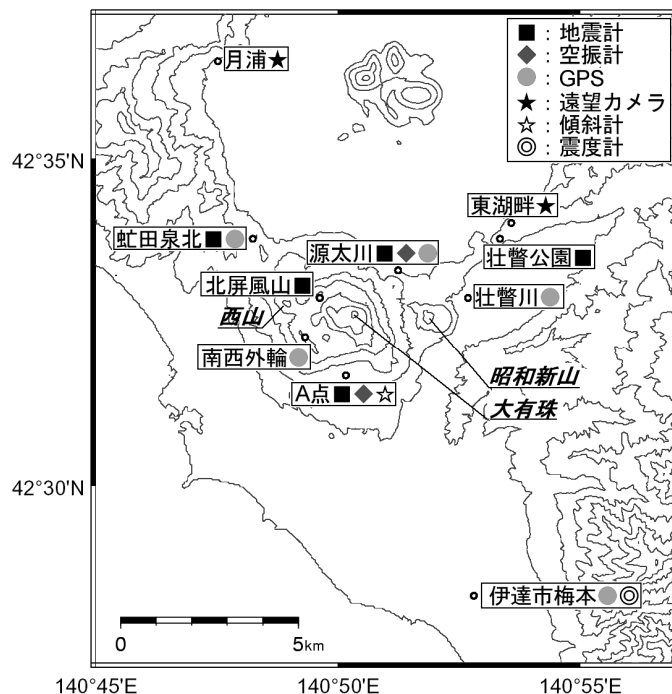 ■：地震計
◆：空振計
●：GPS
★：遠望カメラ
☆：傾斜計
◎：震度計
月浦★
42°35'
東湖畔★
虻田泉北■●
源太川■◆●
壮瞥公園■
北屏風山■
壮瞥川●
西山
南西外輪●
昭和新山
A点■◆☆
大有珠
42°30'
伊達市梅本●◎
0 5km
140°45'E 140°50'E 140°55'E